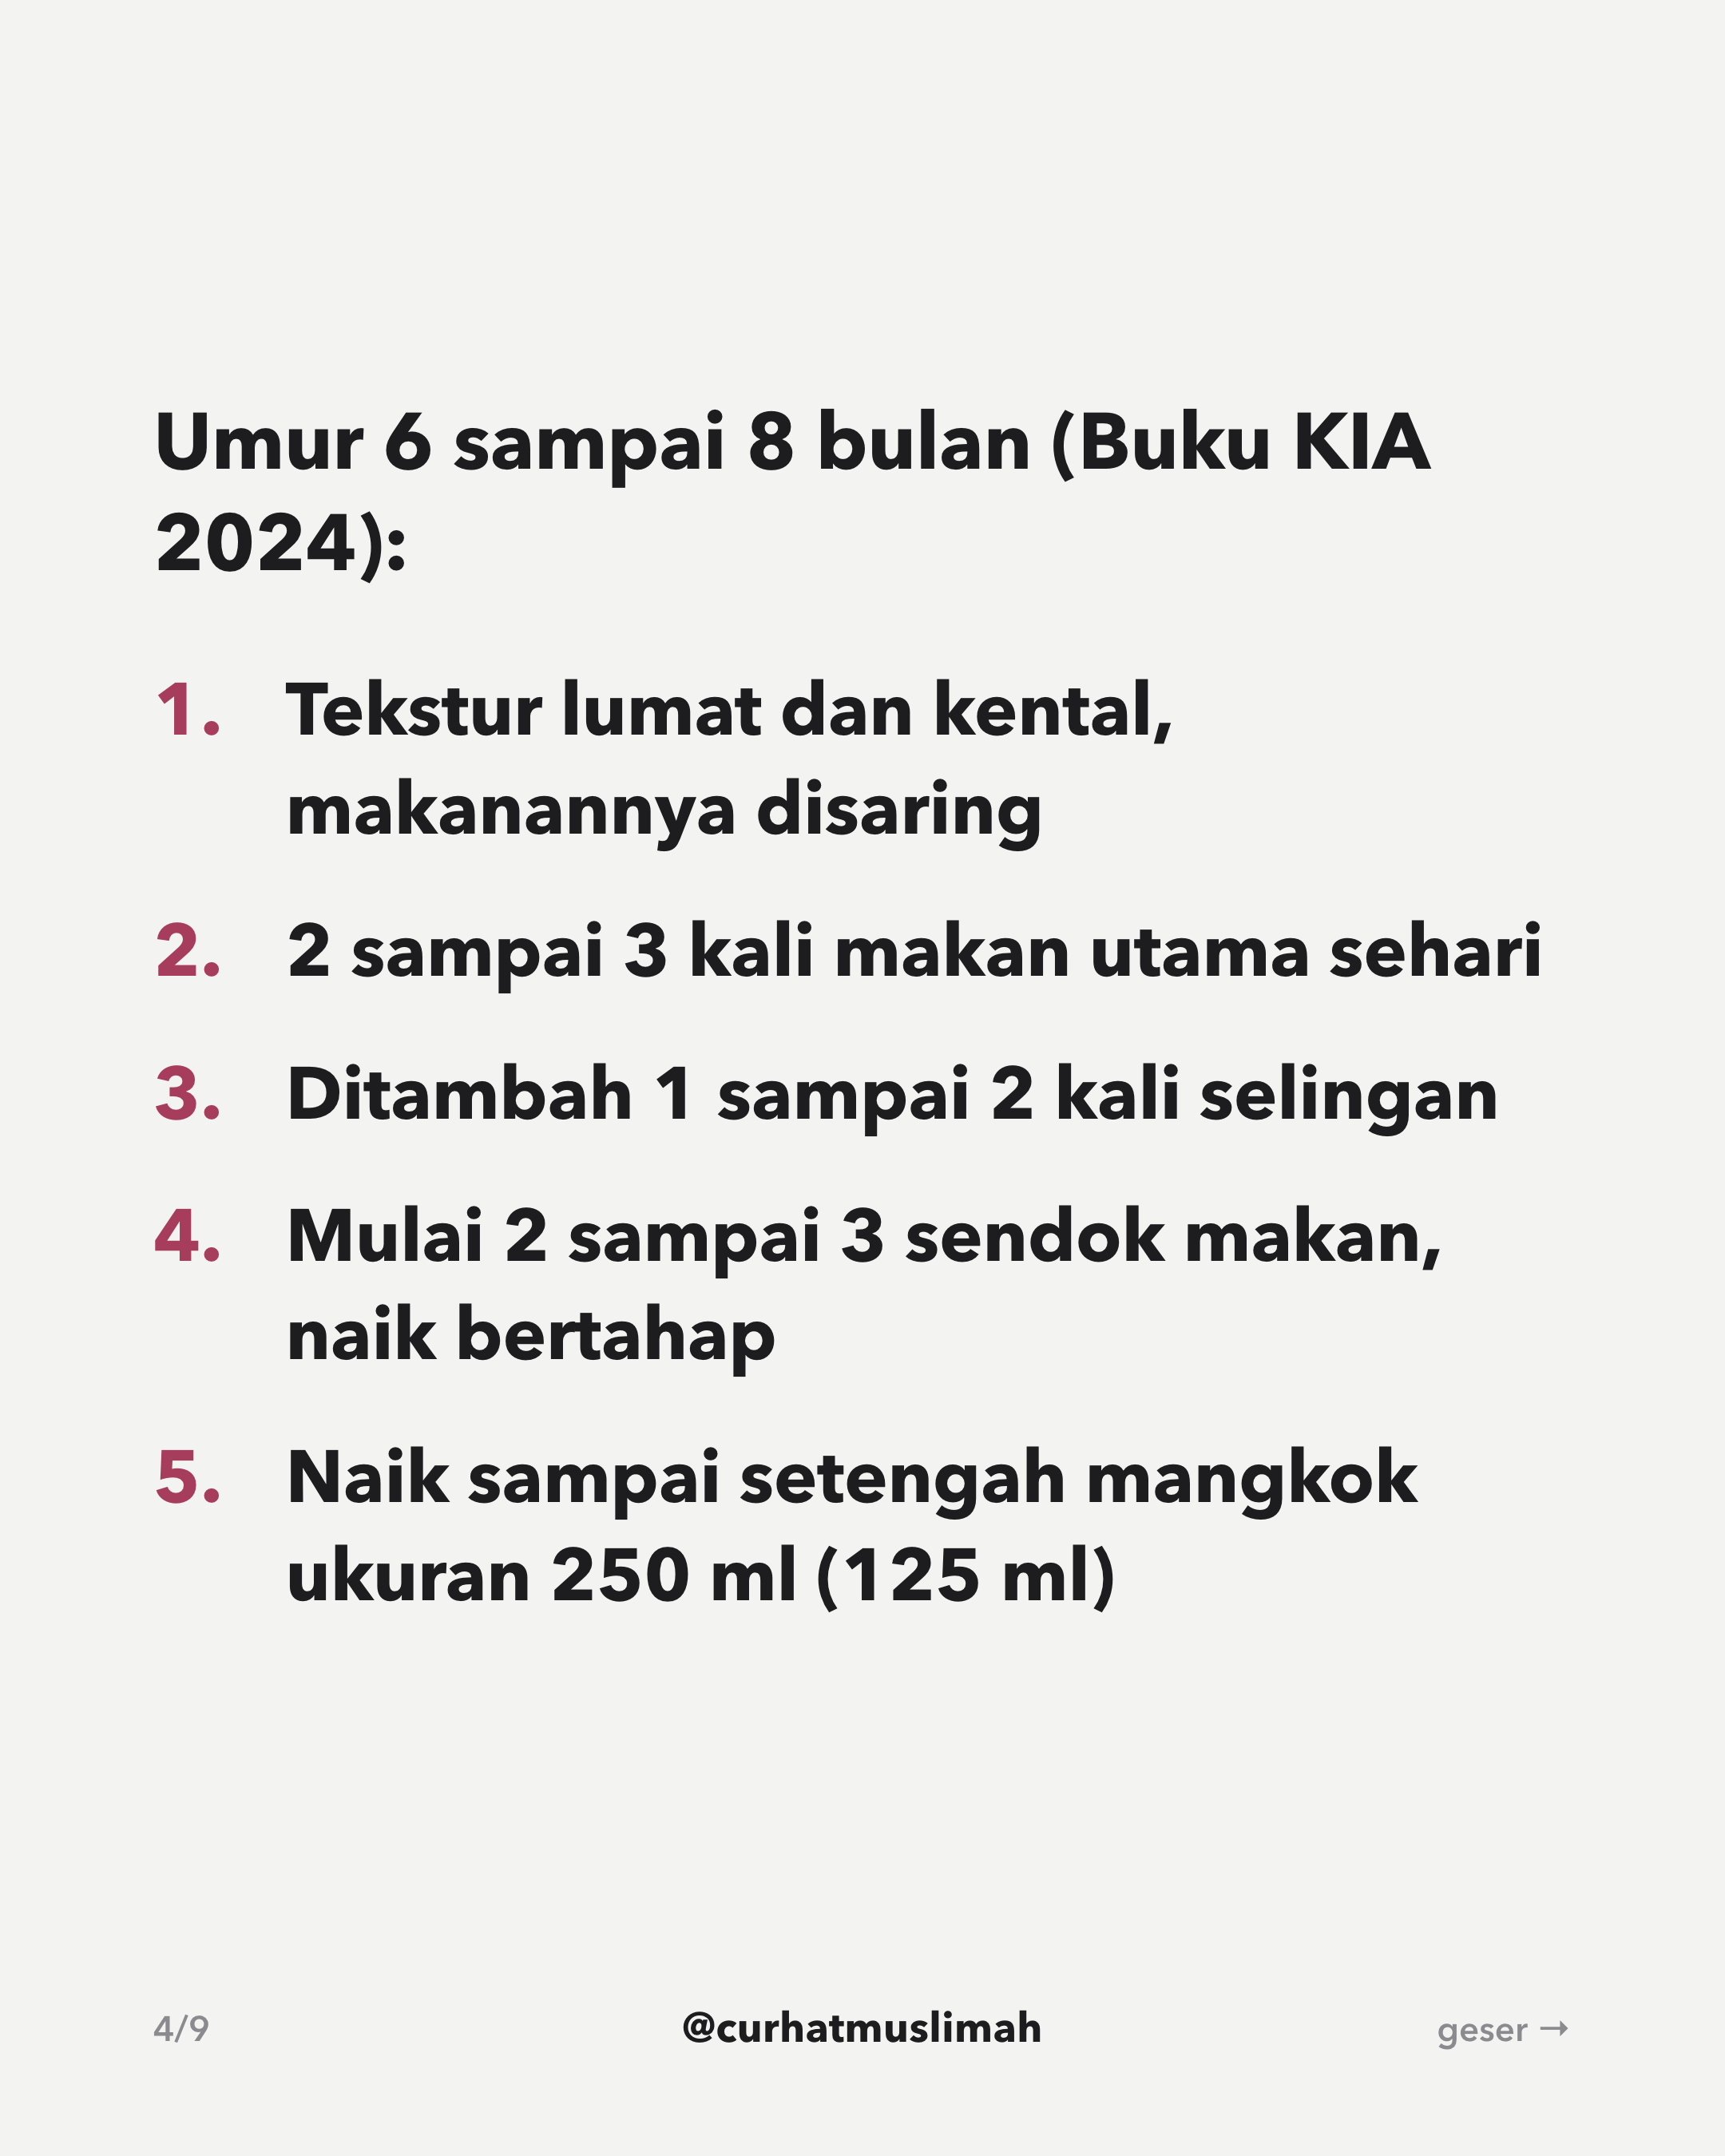 Umur 6 sampai 8 bulan (Buku KIA
2024):
1. Tekstur lumat dan kental,
makanannya disaring
2. 2 sampai 3 kali makan utama sehari
3. Ditambah 1 sampai 2 kali selingan
4. Mulai 2 sampai 3 sendok makan,
naik bertahap
5. Naik sampai setengah mangkok
ukuran 250 ml (125 ml)
4/9
@curhatmuslimah
geser →